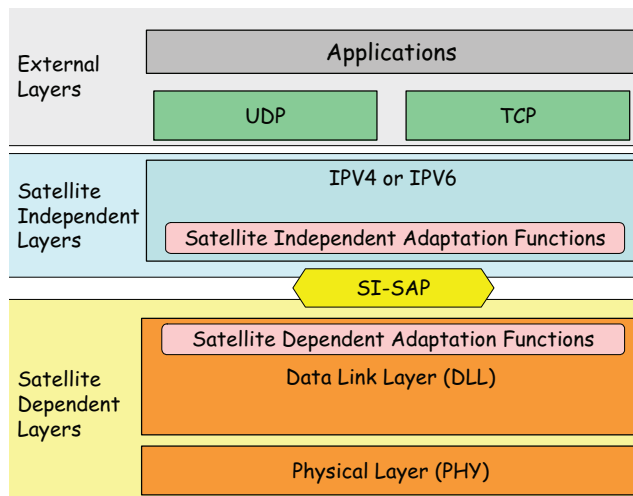 External
Layers
Applications
UDP
TCP
Satellite
Independent
Layers
IPV4 or IPV6
Satellite Independent Adaptation Functions
SI-SAP
Satellite
Dependent
Layers
Satellite Dependent Adaptation Functions
Data Link Layer (DLL)
Physical Layer (PHY)